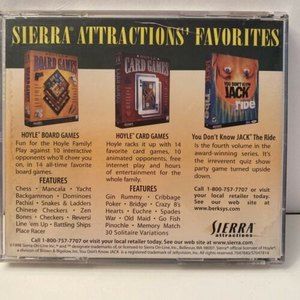 SIERRA ATTRACTIONS' FAVORITES
HOYLE
BOARD GAMES
CARD GAMES
YOU DON'T KNOW
JACK
ride
HOYLE BOARD GAMES
Fun for the Hoyle Family!
Play against 10 interactive
opponents who'll cheer you
on, in 14 all-time favorite
board games.
FEATURES
Chess - Mancala - Yacht
Backgammon - Dominoes
Pachisi - Snakes & Ladders
Chinese Checkers - Zen
Bones - Checkers - Reversi
Line 'em Up - Battling Ships
Place Racer
HOYLE CARD GAMES
Hoyle racks it up with 14
favorite card games, 10
animated opponents, free
internet play and hours of
entertainment for the
whole family.
FEATURES
Gin Rummy - Cribbage
Poker - Bridge - Crazy 8's
Hearts - Euchre - Spades
War - Old Maid - Go Fish
Pinochle - Memory Match
30 Solitaire Variations
You Don't Know JACK® The Ride
Is the fourth volume in the
award-winning series. It's
the irreverent quiz show
party game turned upside
down.
Call 1-800-757-7707
or visit your local retailer today.
See our web site at
www.berksys.com
SIERRA
attractions
Call 1-800-757-7707 or visit your local retailer today. See our web site at www.sierra.com.